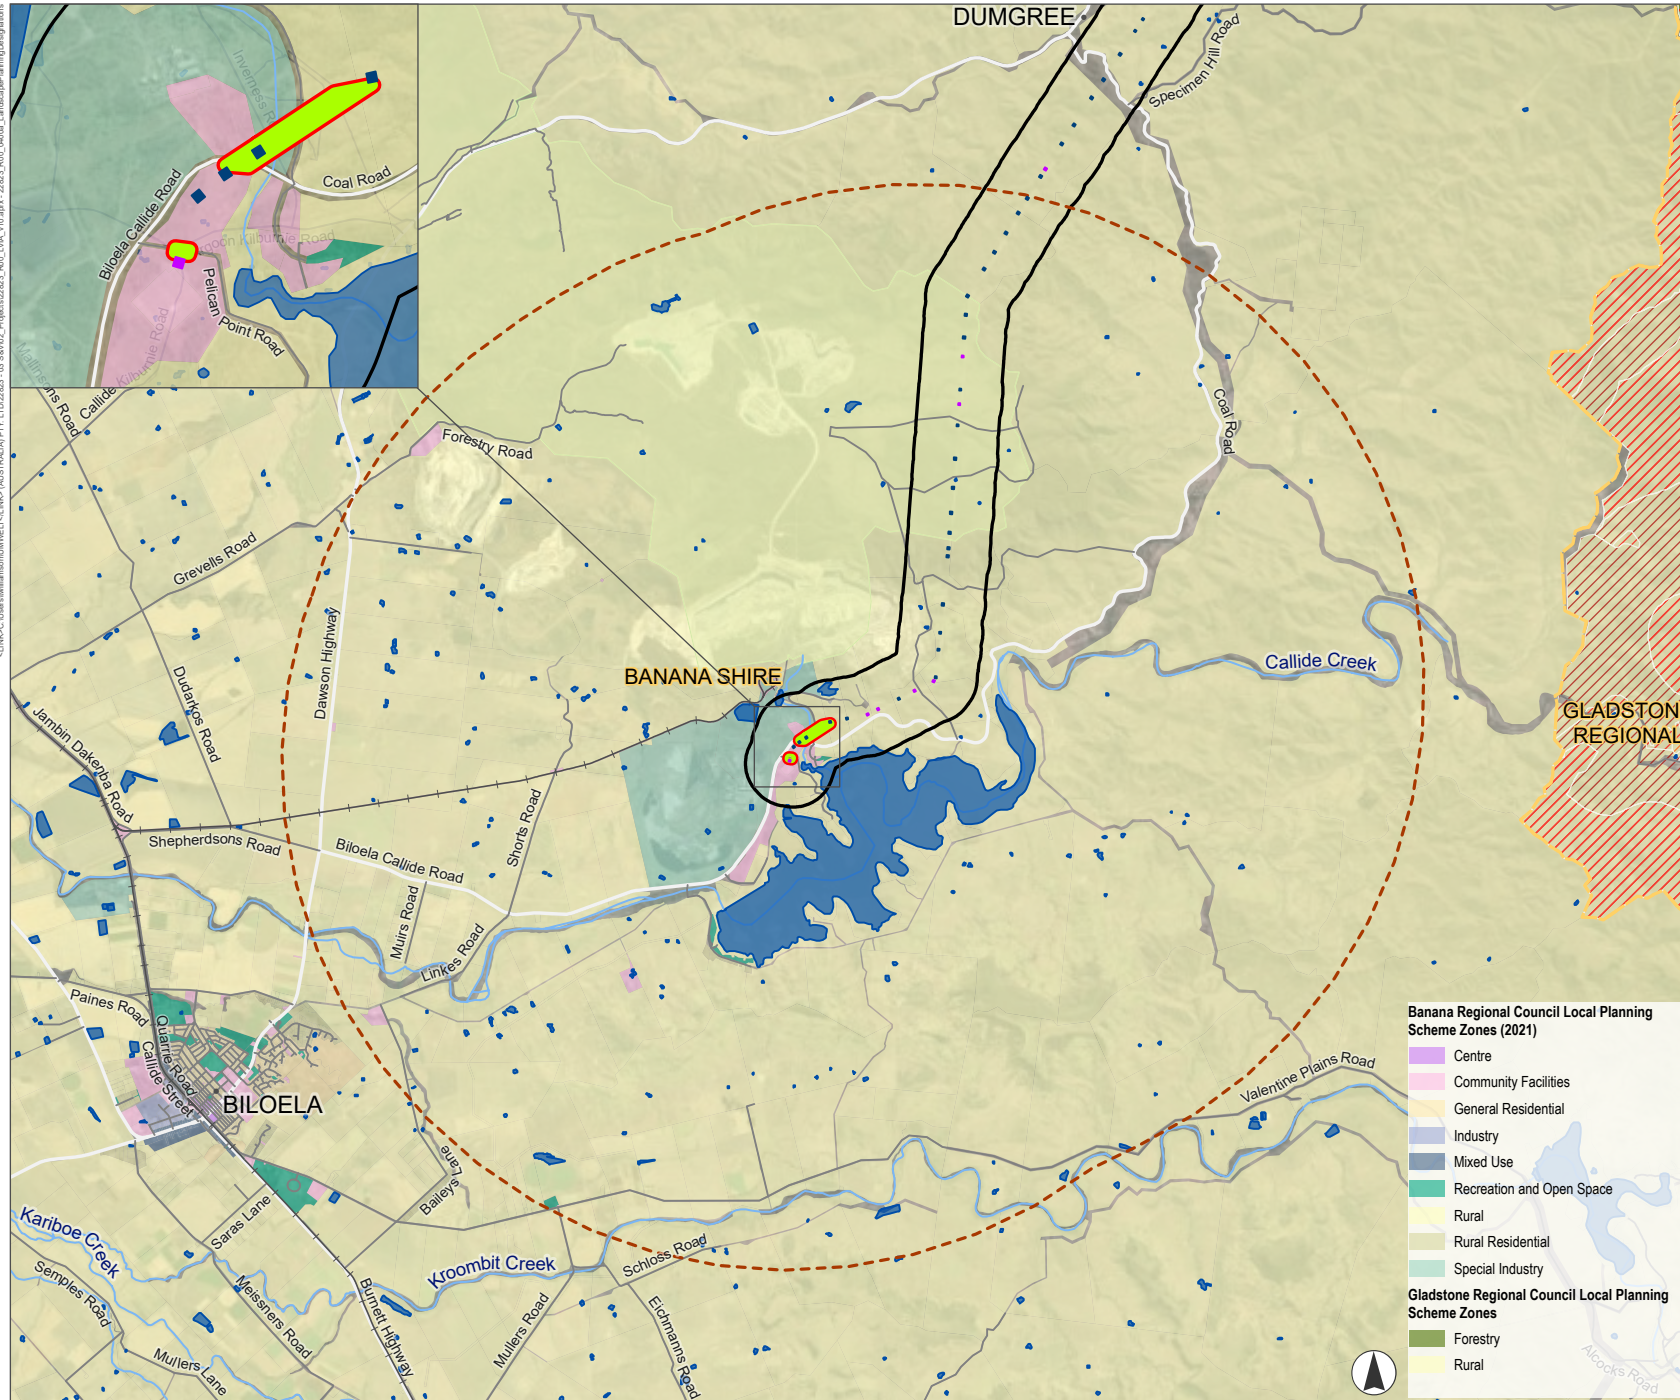 DUMGREE
Specimen Hill Road
Inverness
Coal Road
Biloela Callide Road
Kilburnie Road
Pelican Point Road
Callide Kilburnie Road
Mallinsons Road
Forestry Road
Coal Road
Grevells Road
Dawson Highway
Dudarkos Road
BANANA SHIRE
Callide Creek
GLADSTON
REGIONAL
Jambin Dakenba Road
Shepherdsons Road
Biloela Callide Road
Shorts Road
Muirs Road
Linkes Road
Paines Road
Quarrie Road
Callide Street
BILOELA
Valentine Plains Road
Baileys Lane
Saras Lane
Kariboe Creek
Semples Road
Meissners Road
Mullers Lane
Burnett Highway
Kroombit Creek
Schloss Road
Mullers Road
Eichmanns Road
Banana Regional Council Local Planning
Scheme Zones (2021)
Centre
Community Facilities
General Residential
Industry
Mixed Use
Recreation and Open Space
Rural
Rural Residential
Special Industry
Gladstone Regional Council Local Planning
Scheme Zones
Forestry
Rural
Alcocks Road